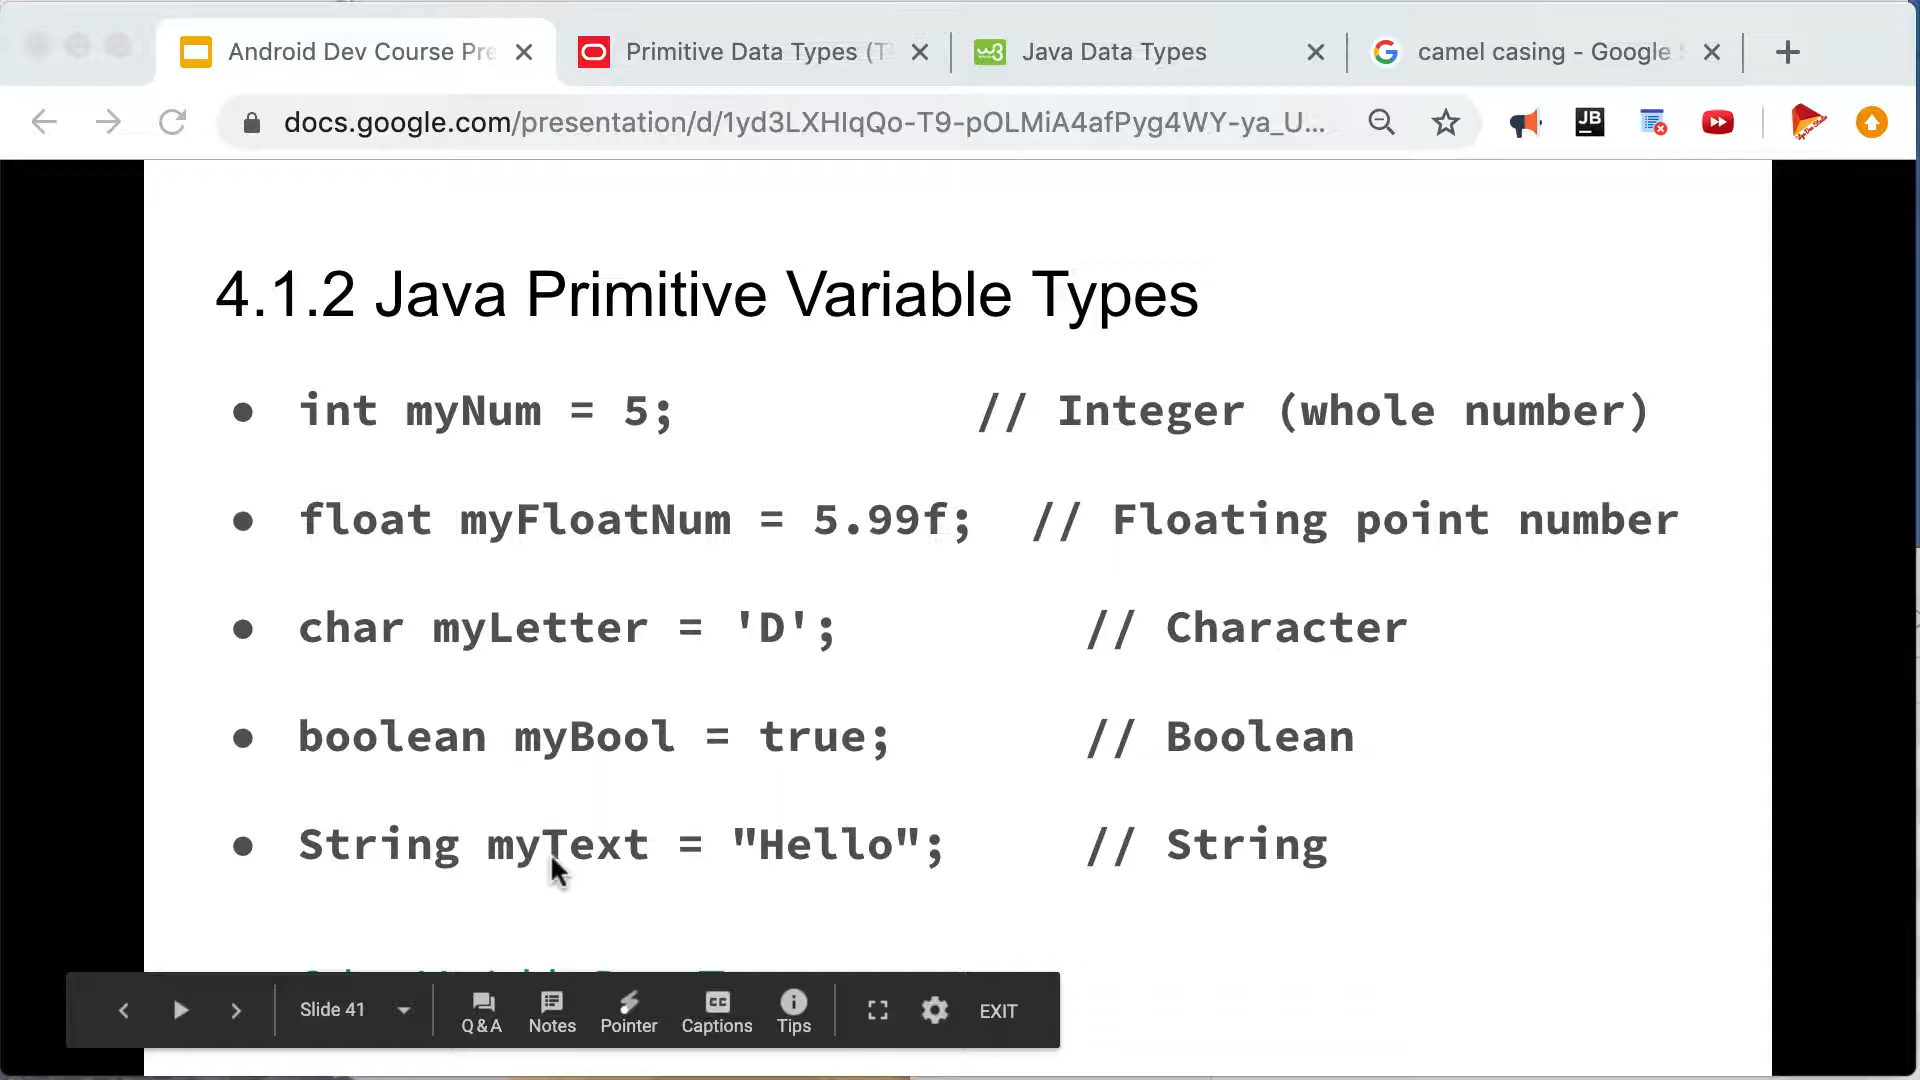 Android Dev Course Pre
Primitive Data Types (T
Java Data Types
camel casing - Google
docs.google.com/presentation/d/1yd3LXHIqQo-T9-pOLMiA4afPyg4WY-ya_U...
JB
4.1.2 Java Primitive Variable Types
● int myNum = 5; // Integer (whole number)
● float myFloatNum = 5.99f; // Floating point number
● char myLetter = 'D'; // Character
● boolean myBool = true; // Boolean
● String myText = "Hello"; // String
Slide 41
Q&A
Notes
Pointer
Captions
Tips
EXIT